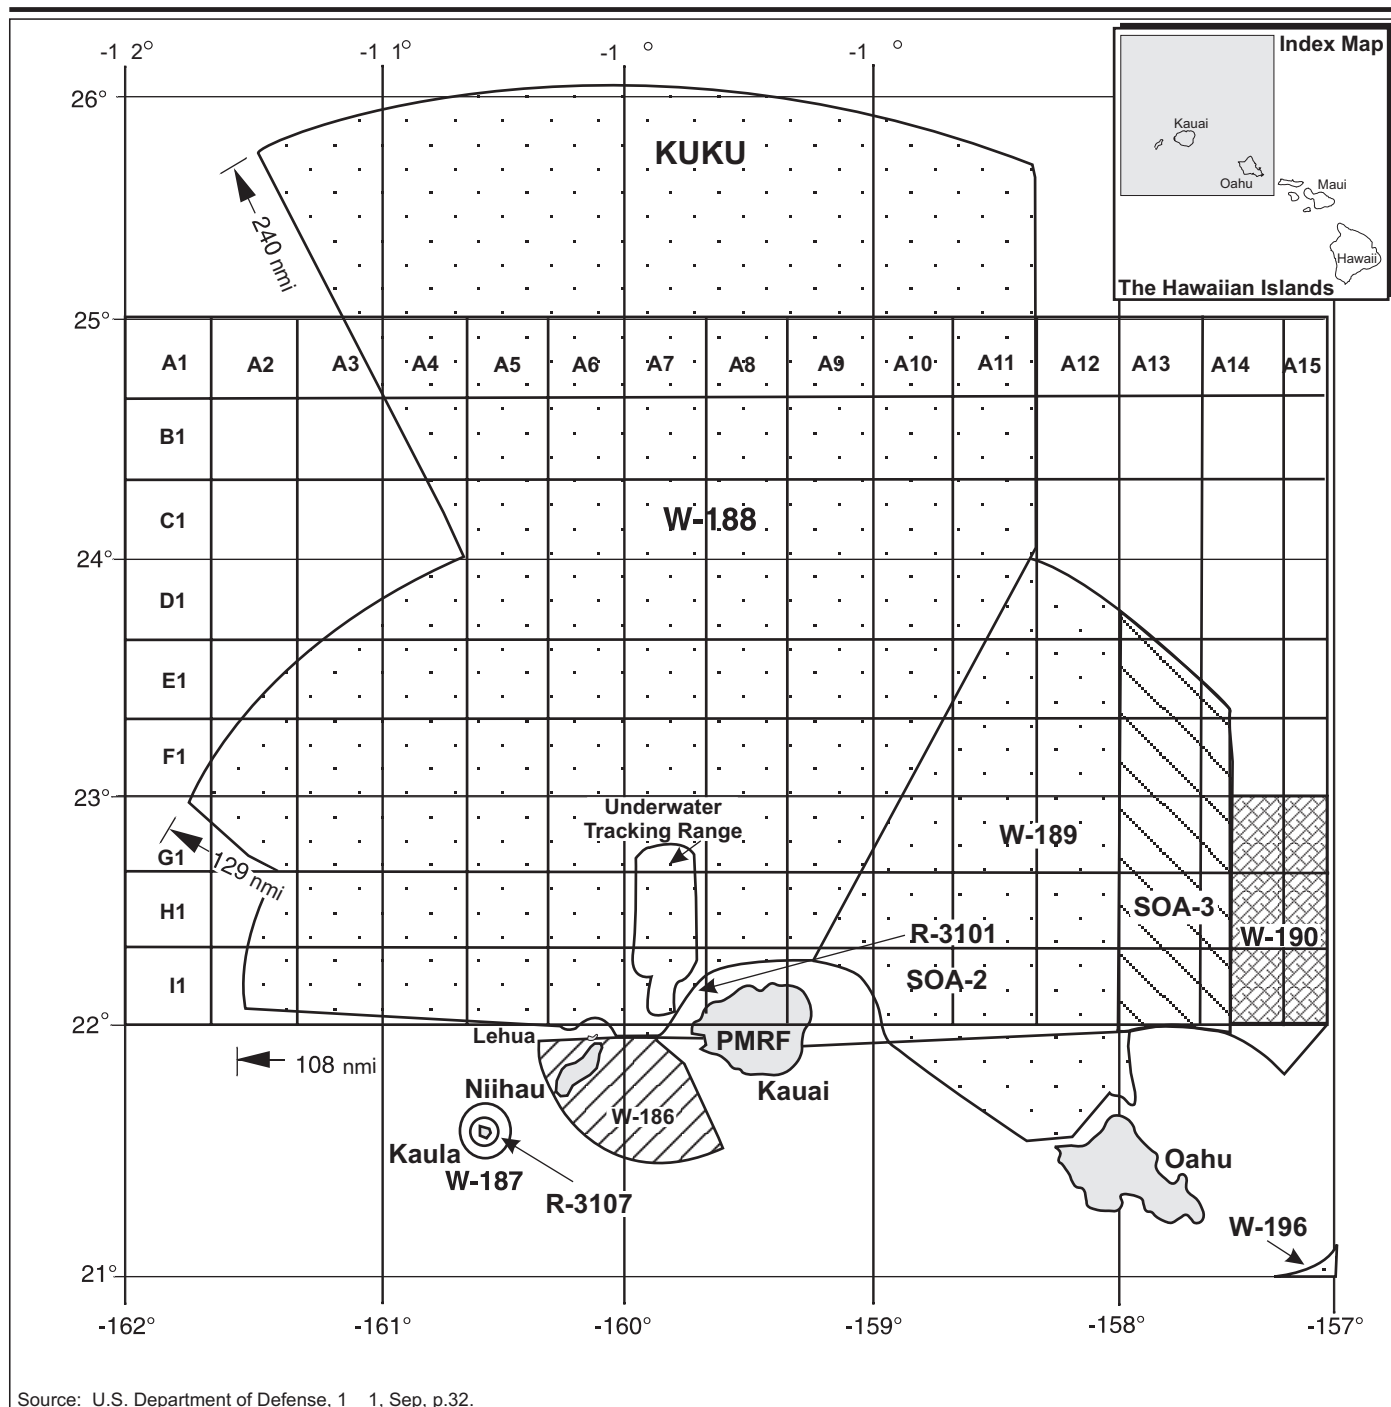 -1 2°
-1 1°
-1 °
-1 °
Index Map
Kauai
Oahu
Maui
Hawaii
The Hawaiian Islands
26°
KUKU
240 nmi
25°
A1 A2 A3 A4 A5 A6 A7 A8 A9 A10 A11 A12 A13 A14 A15
B1
C1
W-188
24°
D1
E1
F1
23°
Underwater
Tracking Range
W-189
G1
129 nmi
H1
SOA-3
R-3101
W-190
I1
SOA-2
22°
Lehua
PMRF
108 nmi
Niihau
Kauai
W-186
Kaula
W-187
R-3107
Oahu
W-196
21°
-162° -161° -160° -159° -158° -157°
Source: U.S. Department of Defense, 1 1, Sep, p.32.